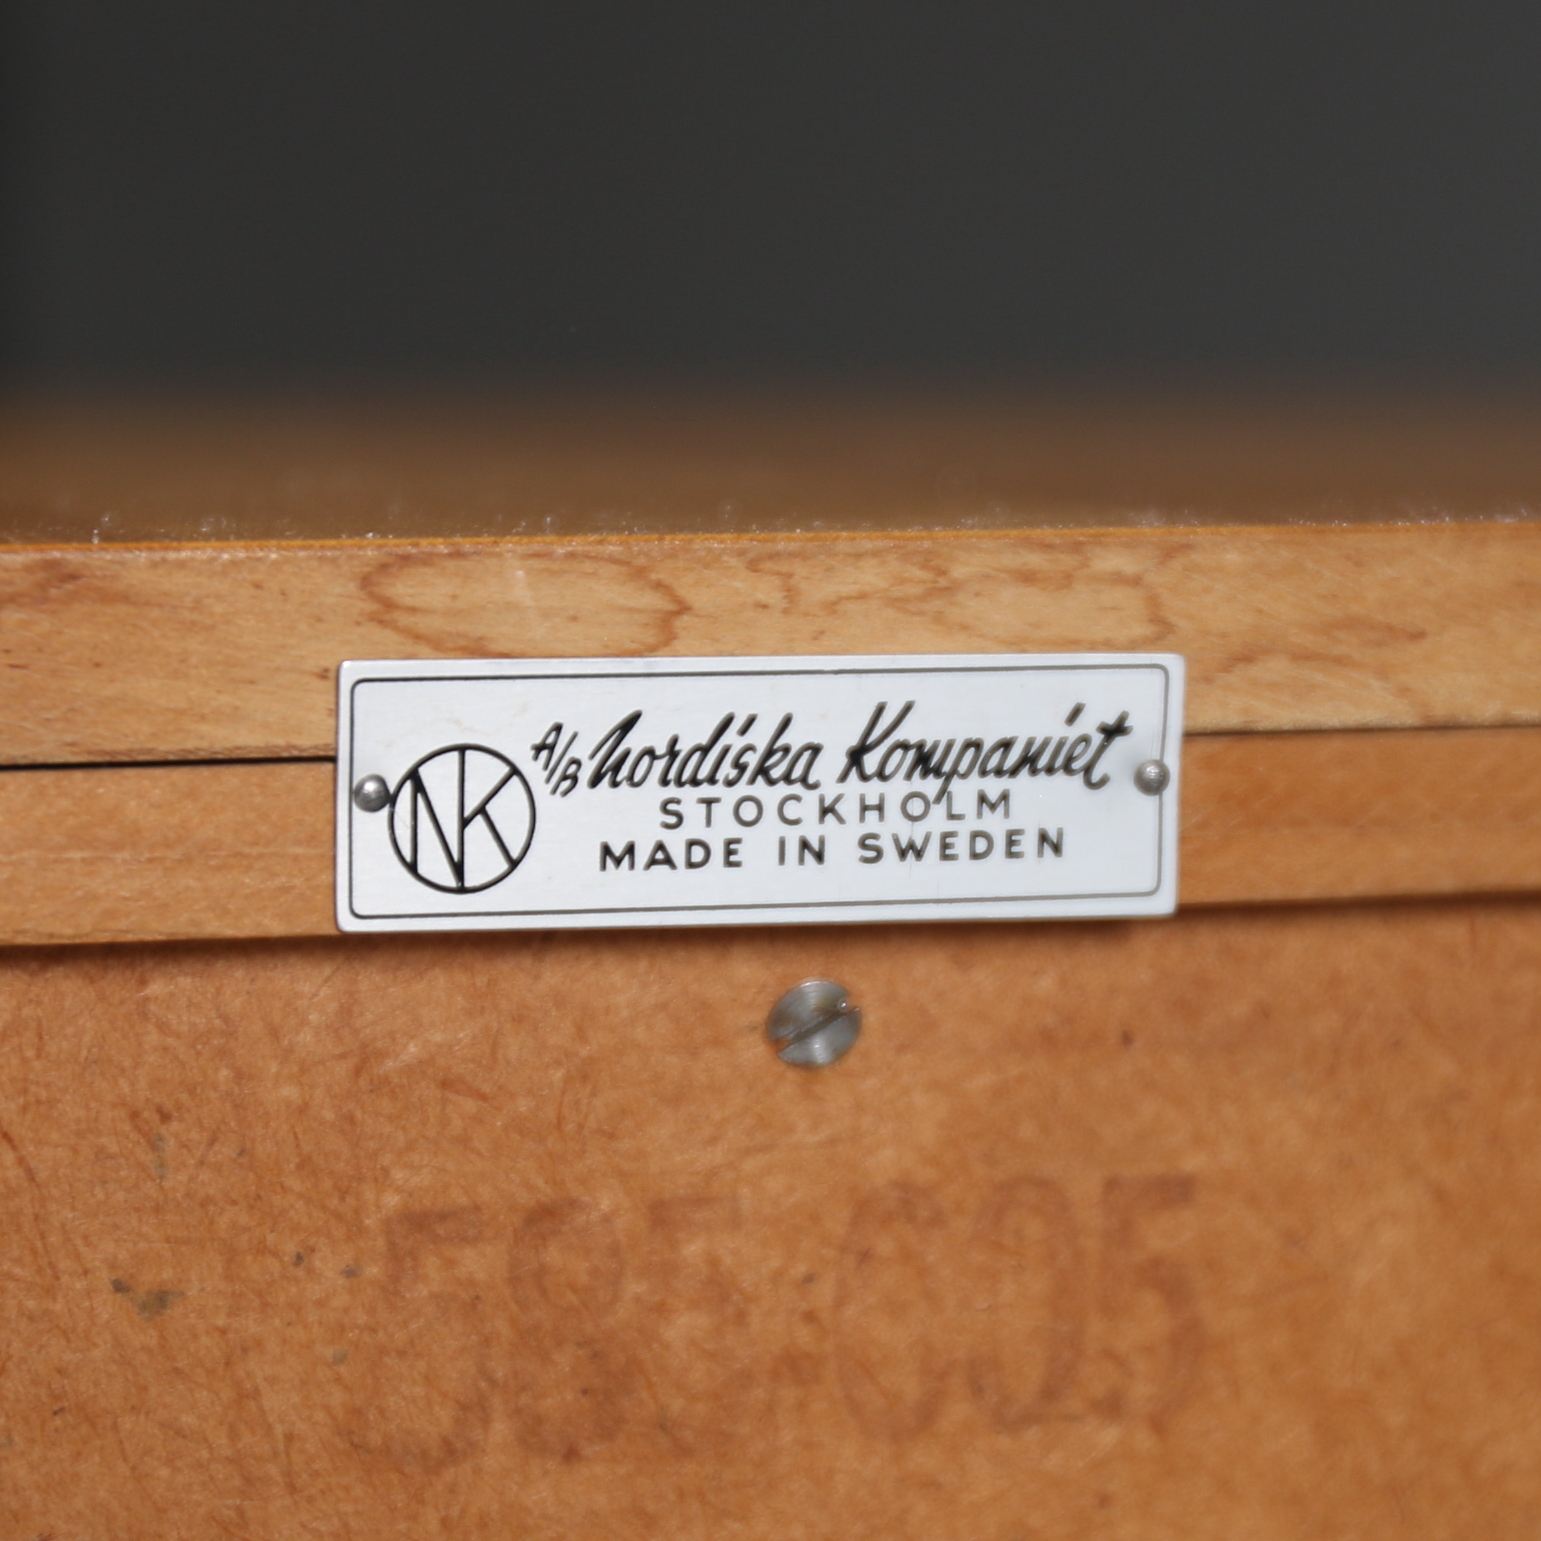 NK
A/B Nordiska Kompaniet
STOCKHOLM
MADE IN SWEDEN